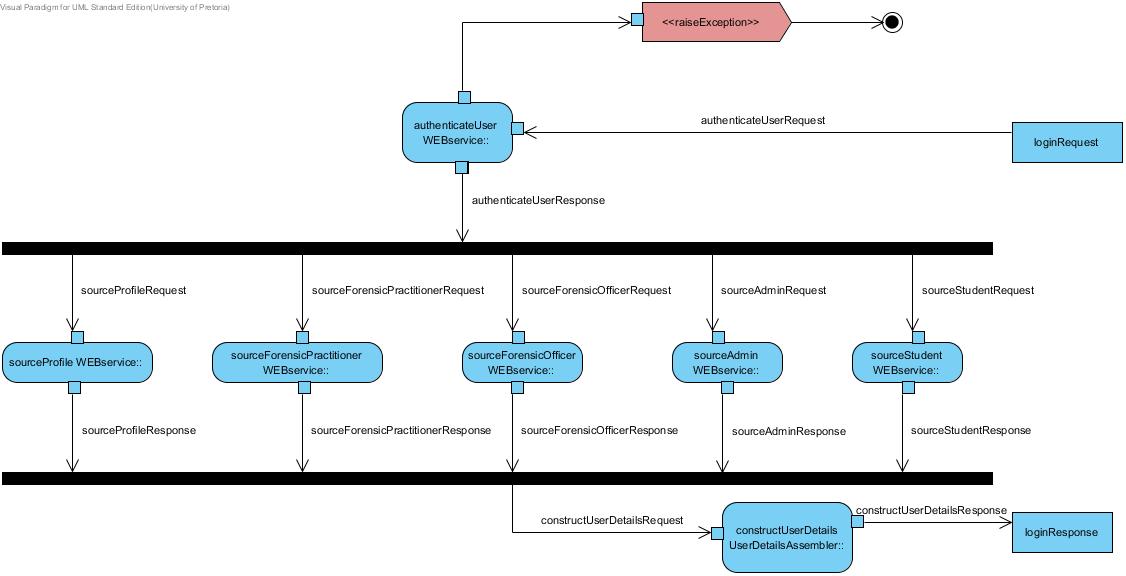 Visual Paradigm for UML Standard Edition(University of Pretoria)
<<raiseException>>
authenticateUser
WEBservice::
authenticateUserRequest
loginRequest
authenticateUserResponse
sourceProfileRequest
sourceForensicPractitionerRequest
sourceForensicOfficerRequest
sourceAdminRequest
sourceStudentRequest
sourceProfile WEBservice::
sourceForensicPractitioner
WEBservice::
sourceForensicOfficer
WEBservice::
sourceAdmin
WEBservice::
sourceStudent
WEBservice::
sourceProfileResponse
sourceForensicPractitionerResponse
sourceForensicOfficerResponse
sourceAdminResponse
sourceStudentResponse
constructUserDetailsRequest
constructUserDetails
UserDetailsAssembler::
constructUserDetailsResponse
loginResponse